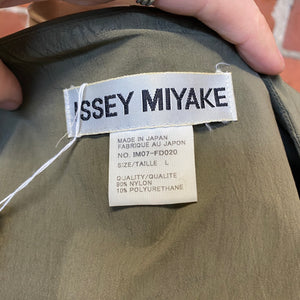 ISSEY MIYAKE
MADE IN JAPAN
FABRIQUE AU JAPON
NO. IM07-FD020
SIZE/TAILLE L
QUALITY/QUALITE
90% NYLON
10% POLYURETHANE